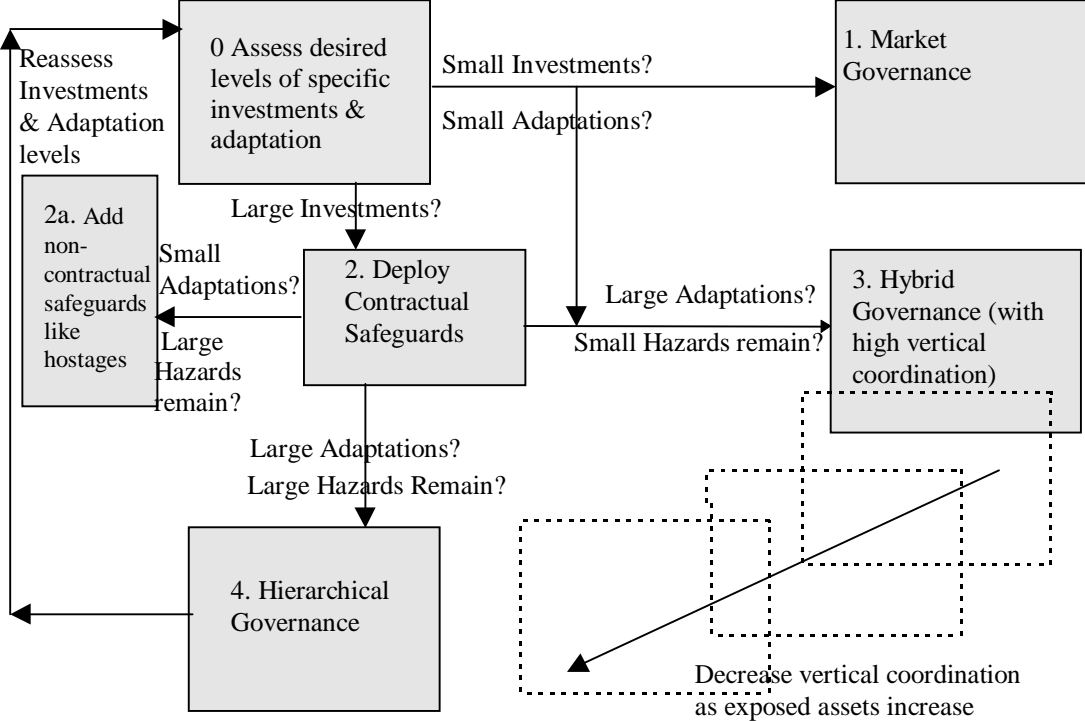 Reassess
Investments
& Adaptation
levels
0 Assess desired
levels of specific
investments &
adaptation
Small Investments?
Small Adaptations?
1. Market
Governance
Large Investments?
2a. Add
non-
contractual
safeguards
like
hostages
Small
Adaptations?
Large
Hazards
remain?
2. Deploy
Contractual
Safeguards
Large Adaptations?
Small Hazards remain?
3. Hybrid
Governance (with
high vertical
coordination)
Large Adaptations?
Large Hazards Remain?
4. Hierarchical
Governance
Decrease vertical coordination
as exposed assets increase